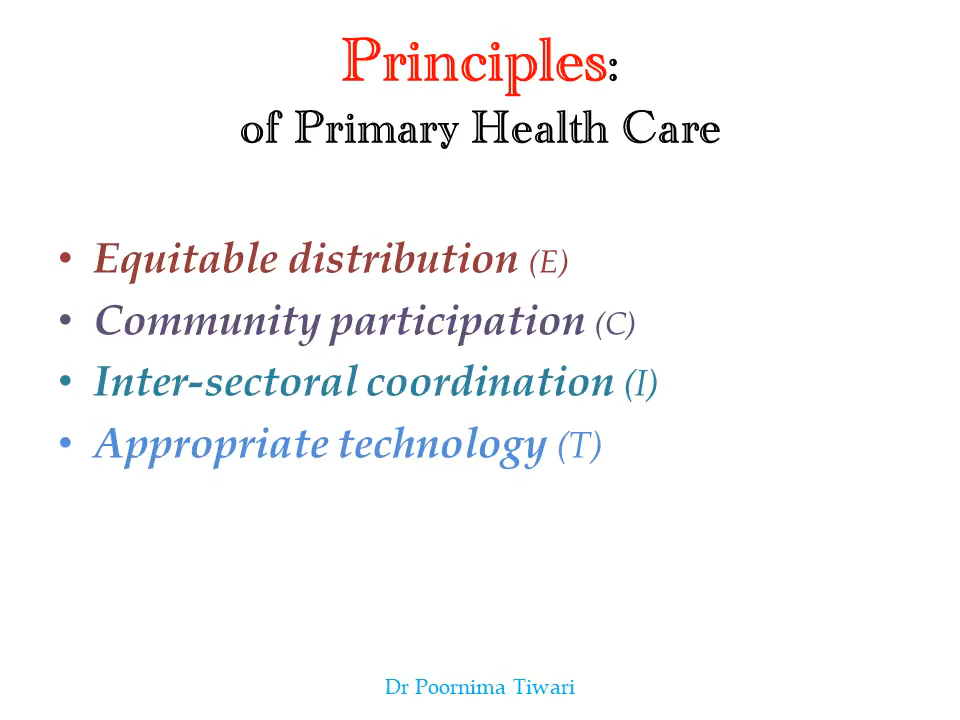 Principles:
of Primary Health Care
• Equitable distribution (E)
• Community participation (C)
• Inter-sectoral coordination (I)
• Appropriate technology (T)
Dr Poornima Tiwari